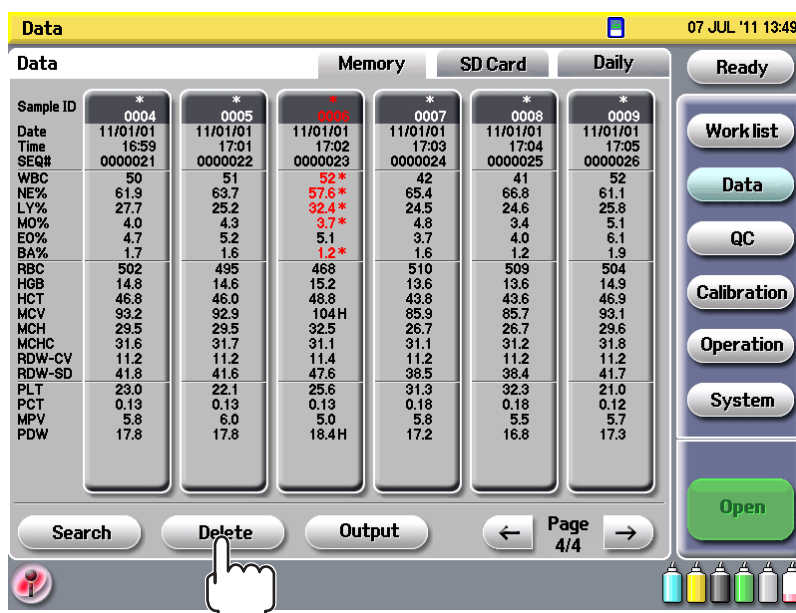 Data 07 JUL '11 13:49
Data Memory SD Card Daily Ready
Sample ID * 0004 * 0005 * 0006 * 0007 * 0008 * 0009
Date 11/01/01 11/01/01 11/01/01 11/01/01 11/01/01 11/01/01
Time 16:59 17:01 17:02 17:03 17:04 17:05
SEQ# 0000021 0000022 0000023 0000024 0000025 0000026
WBC 50 51 52* 42 41 52
NE% 61.9 63.7 57.6* 65.4 66.8 61.1
LY% 27.7 25.2 32.4* 24.5 24.6 25.8
MO% 4.0 4.3 3.7* 4.8 3.4 5.1
EO% 4.7 5.2 5.1 3.7 4.0 6.1
BA% 1.7 1.6 1.2* 1.6 1.2 1.9
RBC 502 495 468 510 509 504
HGB 14.8 14.6 15.2 13.6 13.6 14.9
HCT 46.8 46.0 48.8 43.8 43.6 46.9
MCV 93.2 92.9 104H 85.9 85.7 93.1
MCH 29.5 29.5 32.5 26.7 26.7 29.6
MCHC 31.6 31.7 31.1 31.1 31.2 31.8
RDW-CV 11.2 11.2 11.4 11.2 11.2 11.2
RDW-SD 41.8 41.6 47.6 38.5 38.4 41.7
PLT 23.0 22.1 25.6 31.3 32.3 21.0
PCT 0.13 0.13 0.13 0.18 0.18 0.12
MPV 5.8 6.0 5.0 5.8 5.5 5.7
PDW 17.8 17.8 18.4H 17.2 16.8 17.3
Search Delete Output ← Page →
4/4
Work list
Data
QC
Calibration
Operation
System
Open